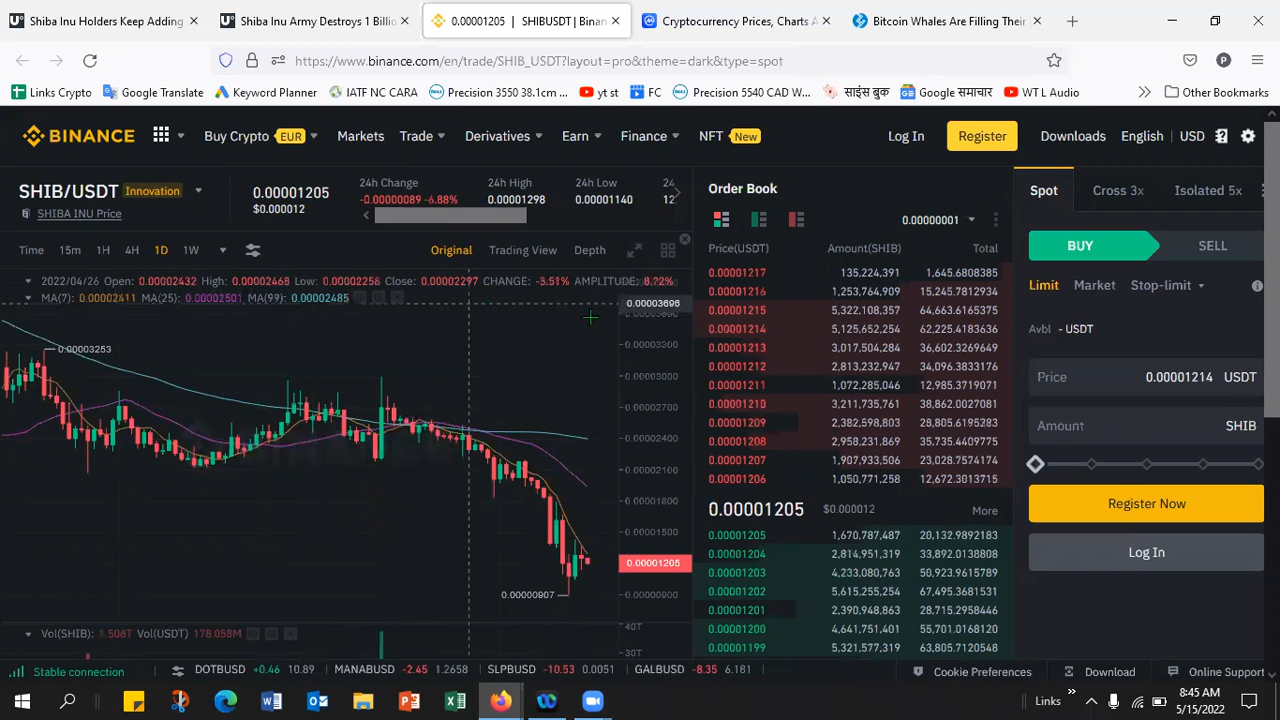 Shiba Inu Holders Keep Adding
Shiba Inu Army Destroys 1 Billio
0.00001205 | SHIBUSDT | Binan
Cryptocurrency Prices, Charts A
Bitcoin Whales Are Filling Their
https://www.binance.com/en/trade/SHIB_USDT?layout=pro&theme=dark&type=spot
P
Links Crypto
Google Translate
Keyword Planner
IATF NC CARA
Precision 3550 38.1cm ...
yt st
FC
Precision 5540 CAD W...
साइंस बुक
Google समाचार
WT L Audio
Other Bookmarks
BINANCE
Buy Crypto EUR
Markets
Trade
Derivatives
Earn
Finance
NFT New
Log In
Register
Downloads
English
USD
SHIB/USDT Innovation
SHIBA INU Price
0.00001205
$0.000012
24h Change
-0.00000089 -6.88%
24h High
0.00001298
24h Low
0.00001140
24
1,
Time 15m 1H 4H 1D 1W
Original Trading View Depth
2022/04/26 Open: 0.00002432 High: 0.00002468 Low: 0.00002256 Close: 0.00002297 CHANGE: -5.51% AMPLITUDE: 8.72%
MA(7): 0.00002411 MA(25): 0.00002501 MA(99): 0.00002485
0.00003698
0.00003300
0.00003000
0.00002700
0.00002400
0.00002100
0.00001800
0.00001500
0.00001205
0.00000900
0.00003253
0.00000907
Vol(SHIB): 1.506T Vol(USDT) 178.058M
40T
30T
Order Book
0.00000001
Price(USDT) Amount(SHIB) Total
0.00001217 135,224,391 1,645.6808385
0.00001216 1,253,764,909 15,245.7812934
0.00001215 5,322,108,357 64,663.6165375
0.00001214 5,125,652,254 62,225.4183636
0.00001213 3,017,504,284 36,602.3269649
0.00001212 2,813,232,947 34,096.3833176
0.00001211 1,072,285,046 12,985.3719071
0.00001210 3,211,735,761 38,862.0027081
0.00001209 2,382,598,803 28,805.6195283
0.00001208 2,958,231,869 35,735.4409775
0.00001207 1,907,933,506 23,028.7574174
0.00001206 1,050,771,258 12,672.3013715
0.00001205 $0.000012 More
0.00001205 1,670,787,487 20,132.9892183
0.00001204 2,814,951,319 33,892.0138808
0.00001203 4,233,080,763 50,923.9615789
0.00001202 5,615,255,254 67,495.3681531
0.00001201 2,390,948,863 28,715.2958446
0.00001200 4,641,751,401 55,701.0168120
0.00001199 5,321,577,319 63,805.7120548
Spot Cross 3x Isolated 5x
BUY SELL
Limit Market Stop-limit
Avbl - USDT
Price 0.00001214 USDT
Amount SHIB
Register Now
Log In
Stable connection
DOTBUSD +0.46 10.89
MANABUSD -2.45 1.2658
SLPBUSD -10.53 0.0051
GALBUSD -8.35 6.181
Cookie Preferences
Download
Online Support
Links
8:45 AM
5/15/2022